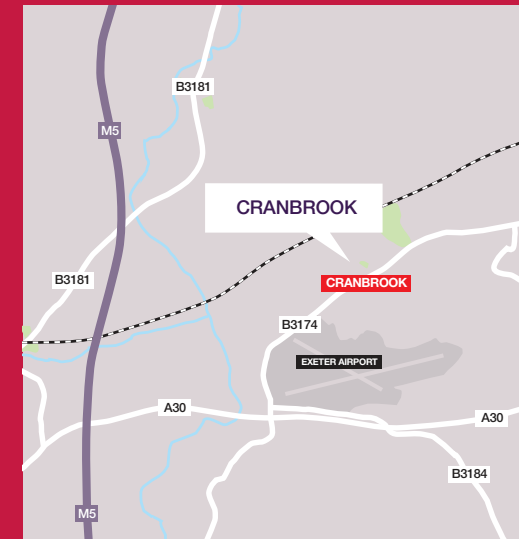 B3181
M5
CRANBROOK
B3181
CRANBROOK
B3174
EXETER AIRPORT
A30
A30
B3184
M5